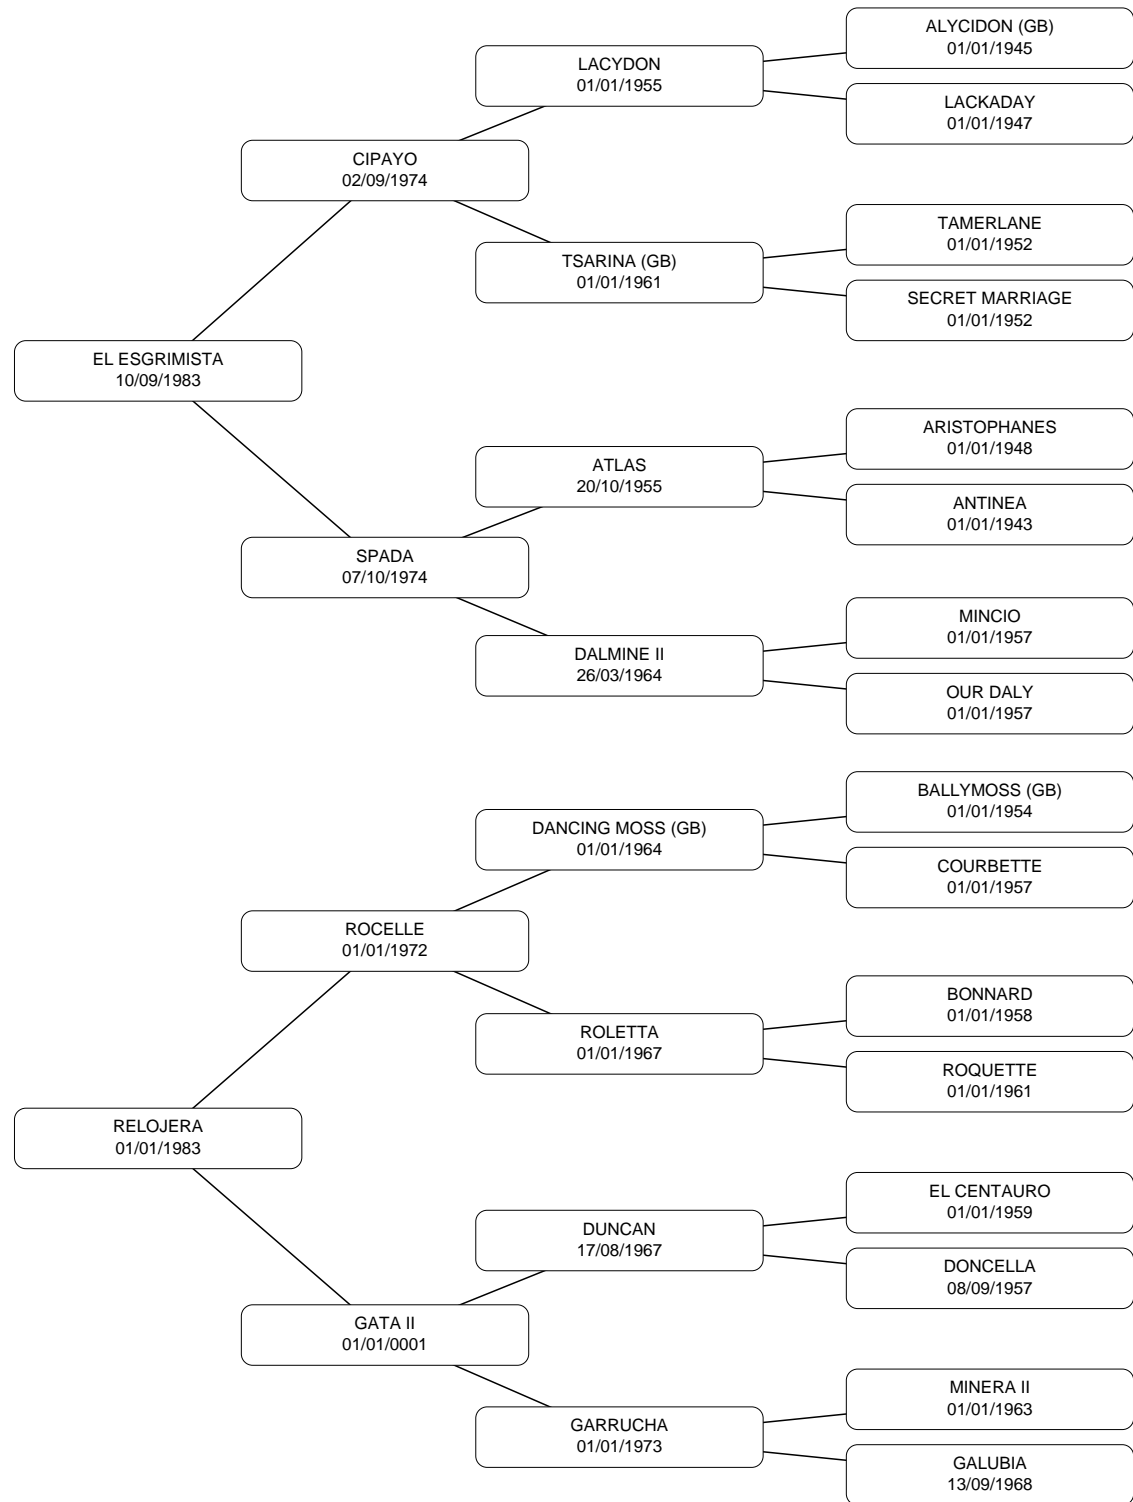 ALYCIDON (GB)
01/01/1945
LACYDON
01/01/1955
LACKADAY
01/01/1947
CIPAYO
02/09/1974
TAMERLANE
01/01/1952
TSARINA (GB)
01/01/1961
SECRET MARRIAGE
01/01/1952
EL ESGRIMISTA
10/09/1983
ARISTOPHANES
01/01/1948
ATLAS
20/10/1955
ANTINEA
01/01/1943
SPADA
07/10/1974
MINCIO
01/01/1957
DALMINE II
26/03/1964
OUR DALY
01/01/1957
BALLYMOSS (GB)
01/01/1954
DANCING MOSS (GB)
01/01/1964
COURBETTE
01/01/1957
ROCELLE
01/01/1972
BONNARD
01/01/1958
ROLETTA
01/01/1967
ROQUETTE
01/01/1961
RELOJERA
01/01/1983
EL CENTAURO
01/01/1959
DUNCAN
17/08/1967
DONCELLA
08/09/1957
GATA II
01/01/0001
MINERA II
01/01/1963
GARRUCHA
01/01/1973
GALUBIA
13/09/1968